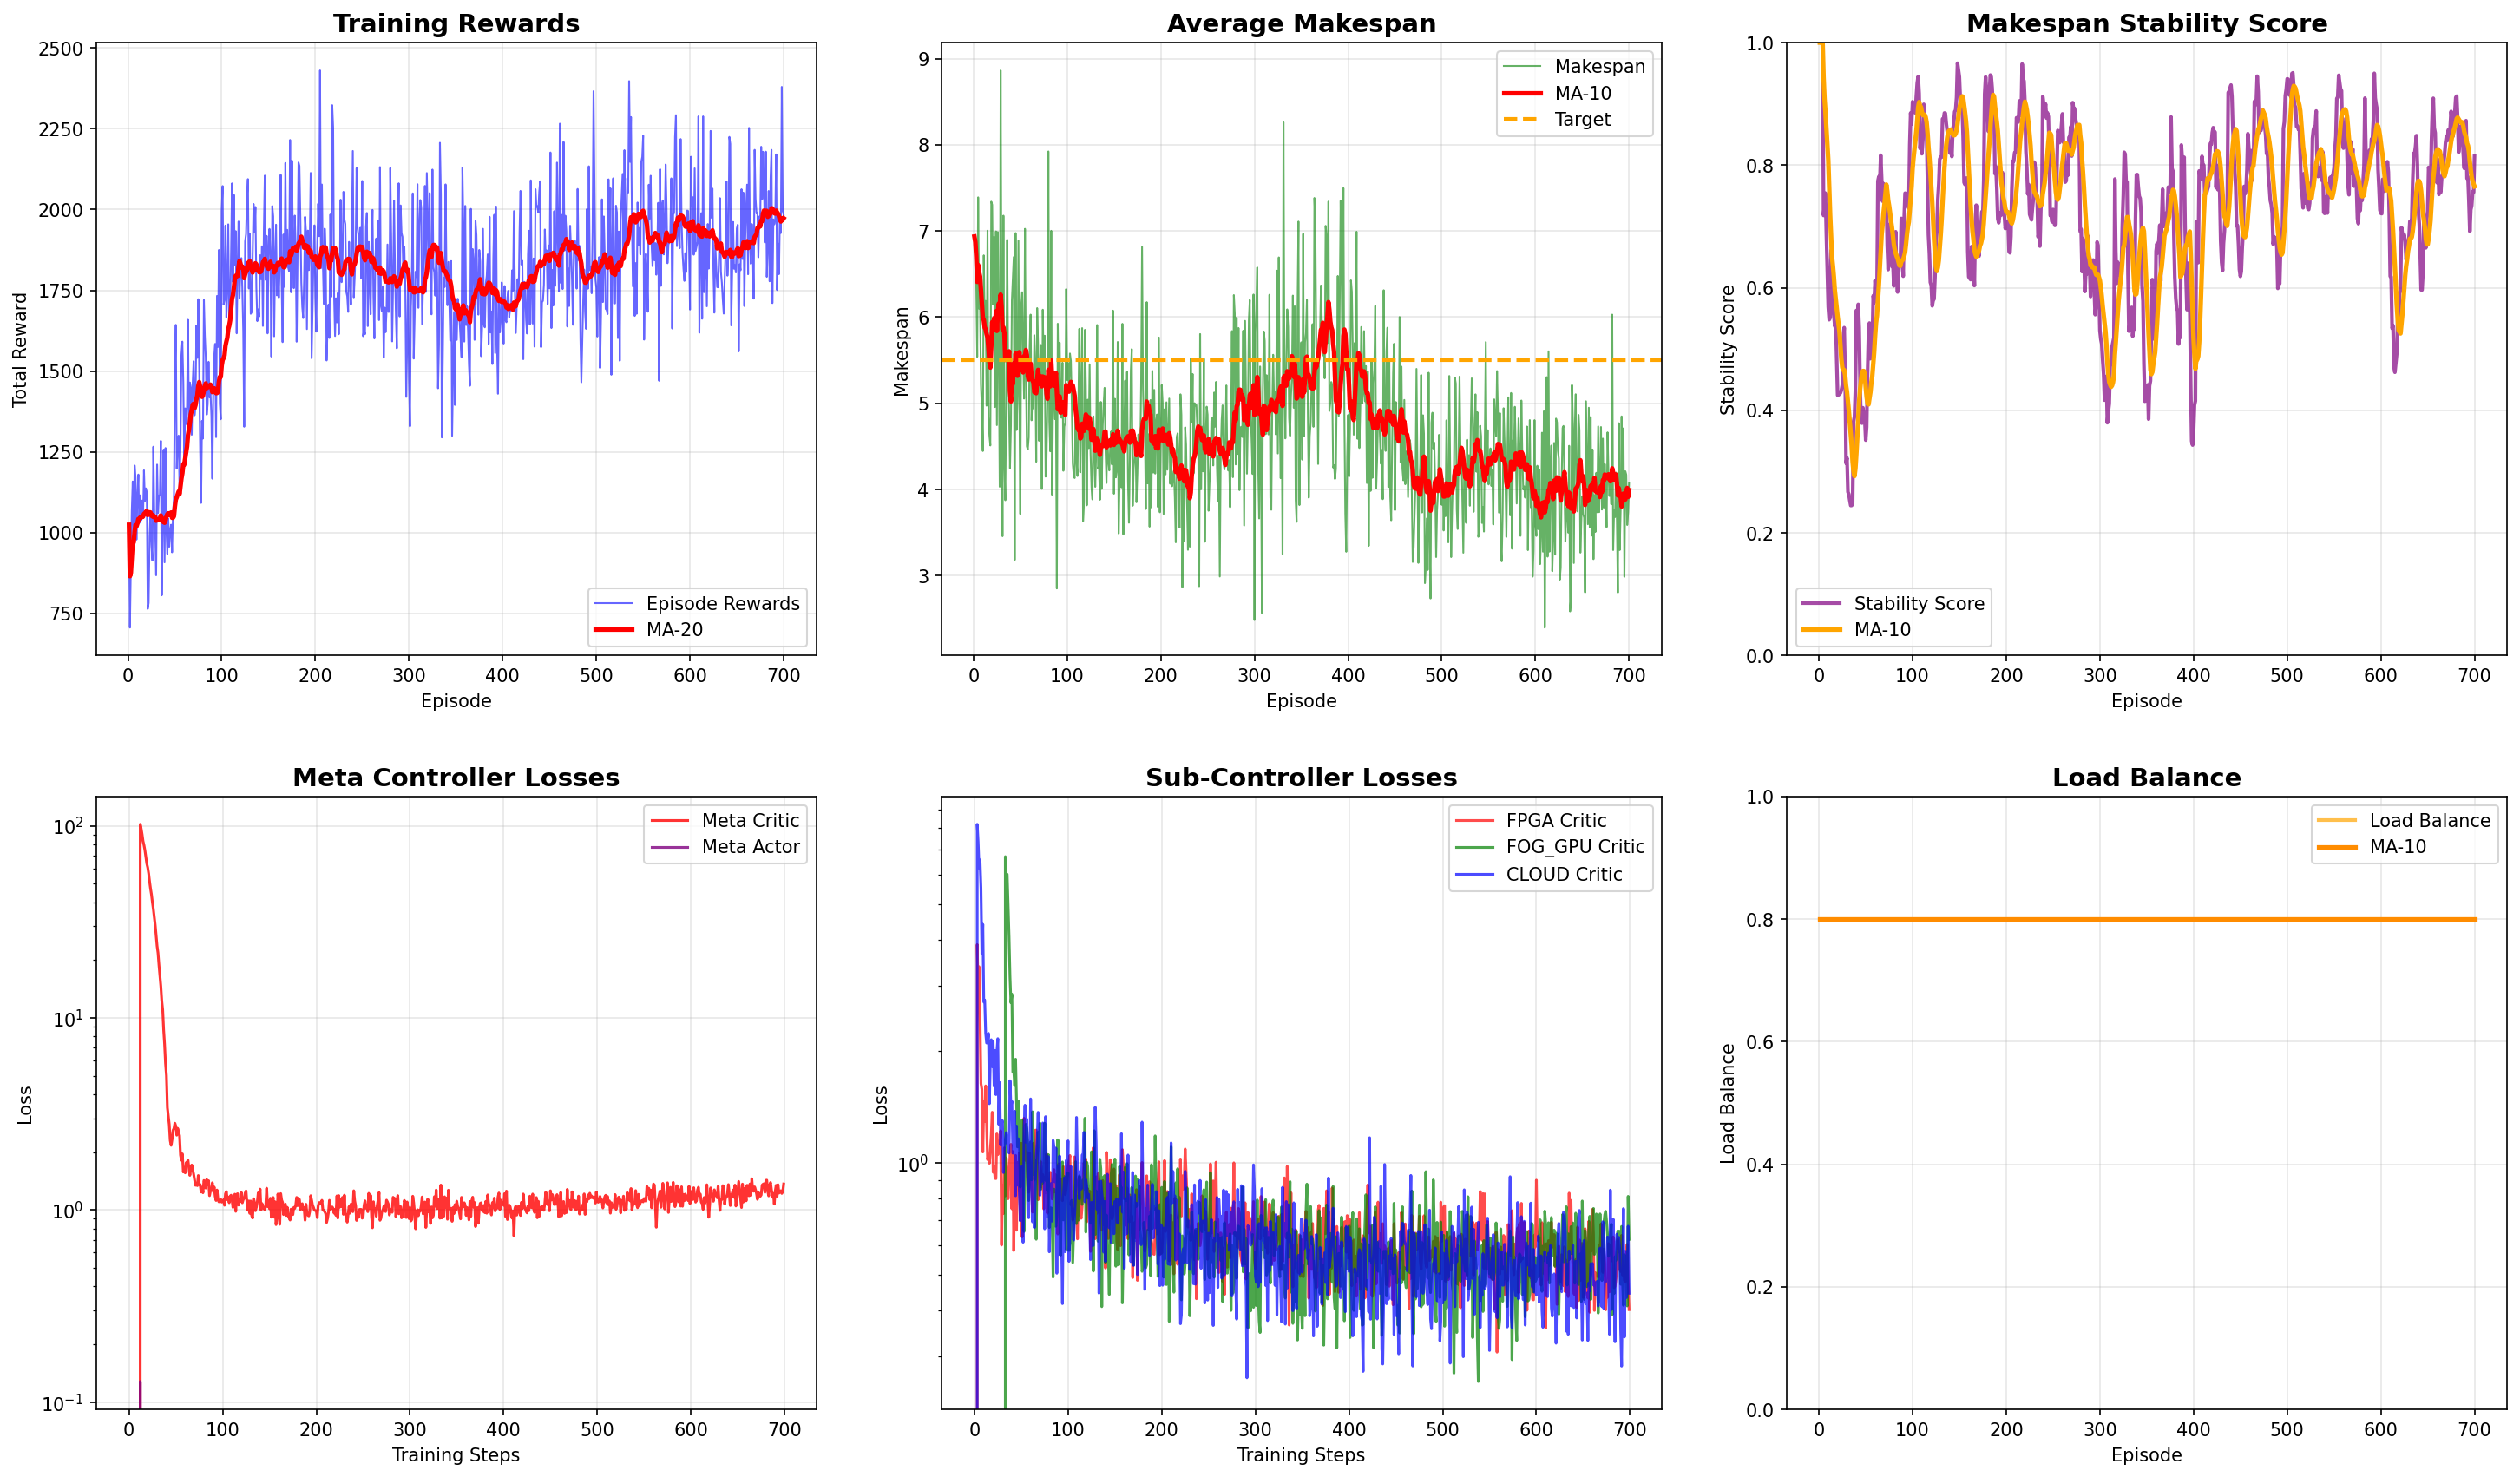 Training Rewards
2500
2250
2000
1750
1500
1250
1000
750
Total Reward
0 100 200 300 400 500 600 700
Episode
Episode Rewards
MA-20
Average Makespan
9
8
7
6
5
4
3
Makespan
0 100 200 300 400 500 600 700
Episode
Makespan
MA-10
Target
Makespan Stability Score
1.0
0.8
0.6
0.4
0.2
0.0
Stability Score
0 100 200 300 400 500 600 700
Episode
Stability Score
MA-10
Meta Controller Losses
10²
10¹
10⁰
10⁻¹
Loss
0 100 200 300 400 500 600 700
Training Steps
Meta Critic
Meta Actor
Sub-Controller Losses
10⁰
Loss
0 100 200 300 400 500 600 700
Training Steps
FPGA Critic
FOG_GPU Critic
CLOUD Critic
Load Balance
1.0
0.8
0.6
0.4
0.2
0.0
Load Balance
0 100 200 300 400 500 600 700
Episode
Load Balance
MA-10